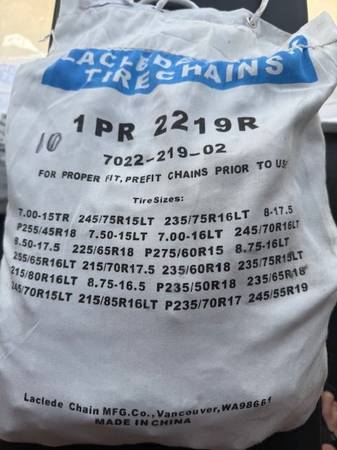 LACLEDE
TIRE CHAINS
1PR 2219R
10
7022-219-02
FOR PROPER FIT, PREFIT CHAINS PRIOR TO USE
TireSizes:
7.00-15TR 245/75R15LT 235/75R16LT 8-17.5
P255/45R18 7.50-15LT 7.00-16LT 245/70R16LT
8.50-17.5 225/65R18 P275/60R15 8.75-16LT
255/65R16LT 215/70R17.5 235/60R18 235/75R15LT
215/80R16LT 8.75-16.5 P235/50R18 235/65R18
245/70R15LT 215/85R16LT P235/70R17 245/55R19
Laclede Chain MFG.Co.,Vancouver,WA98661
MADE IN CHINA